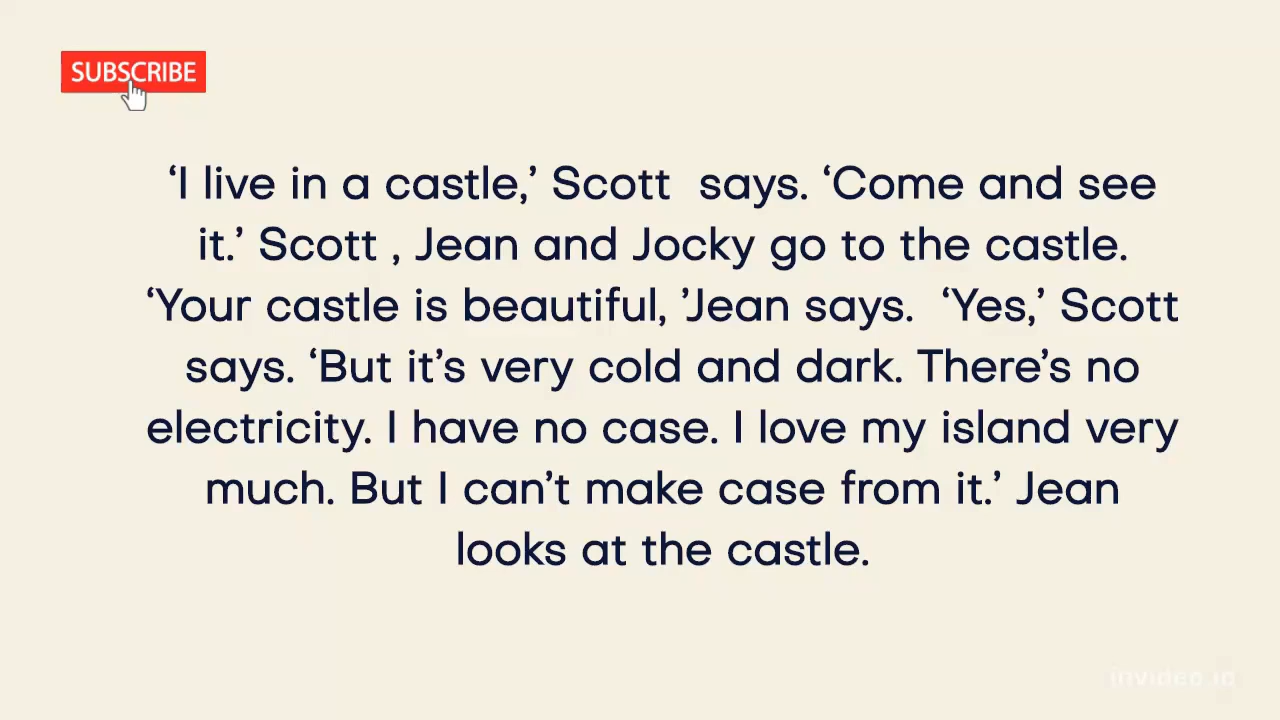 SUBSCRIBE
‘I live in a castle,’ Scott  says. ‘Come and see
it.’ Scott , Jean and Jocky go to the castle.
‘Your castle is beautiful, ’Jean says.  ‘Yes,’ Scott
says. ‘But it’s very cold and dark. There’s no
electricity. I have no case. I love my island very
much. But I can’t make case from it.’ Jean
looks at the castle.
invideo.io